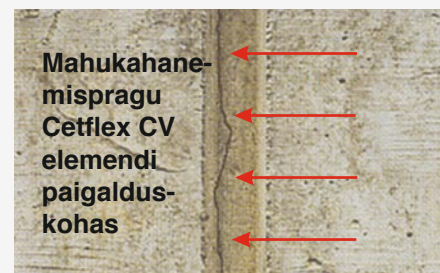 Mahukahane-
mispragu
Cetflex CV
elemendi
paigaldus-
kohas